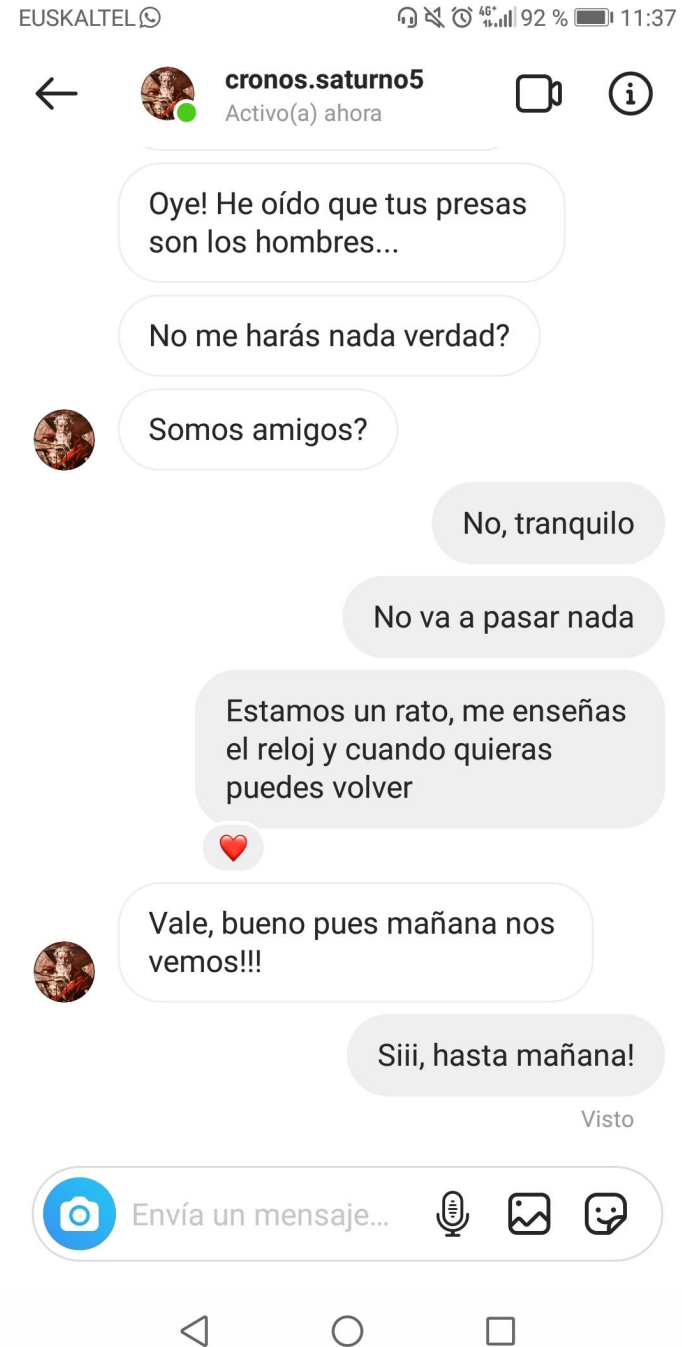 EUSKALTEL 4G+ 92 % 11:37
cronos.saturno5
Activo(a) ahora
Oye! He oído que tus presas
son los hombres...
No me harás nada verdad?
Somos amigos?
No, tranquilo
No va a pasar nada
Estamos un rato, me enseñas
el reloj y cuando quieras
puedes volver
Vale, bueno pues mañana nos
vemos!!!
Siii, hasta mañana!
Visto
Envía un mensaje...